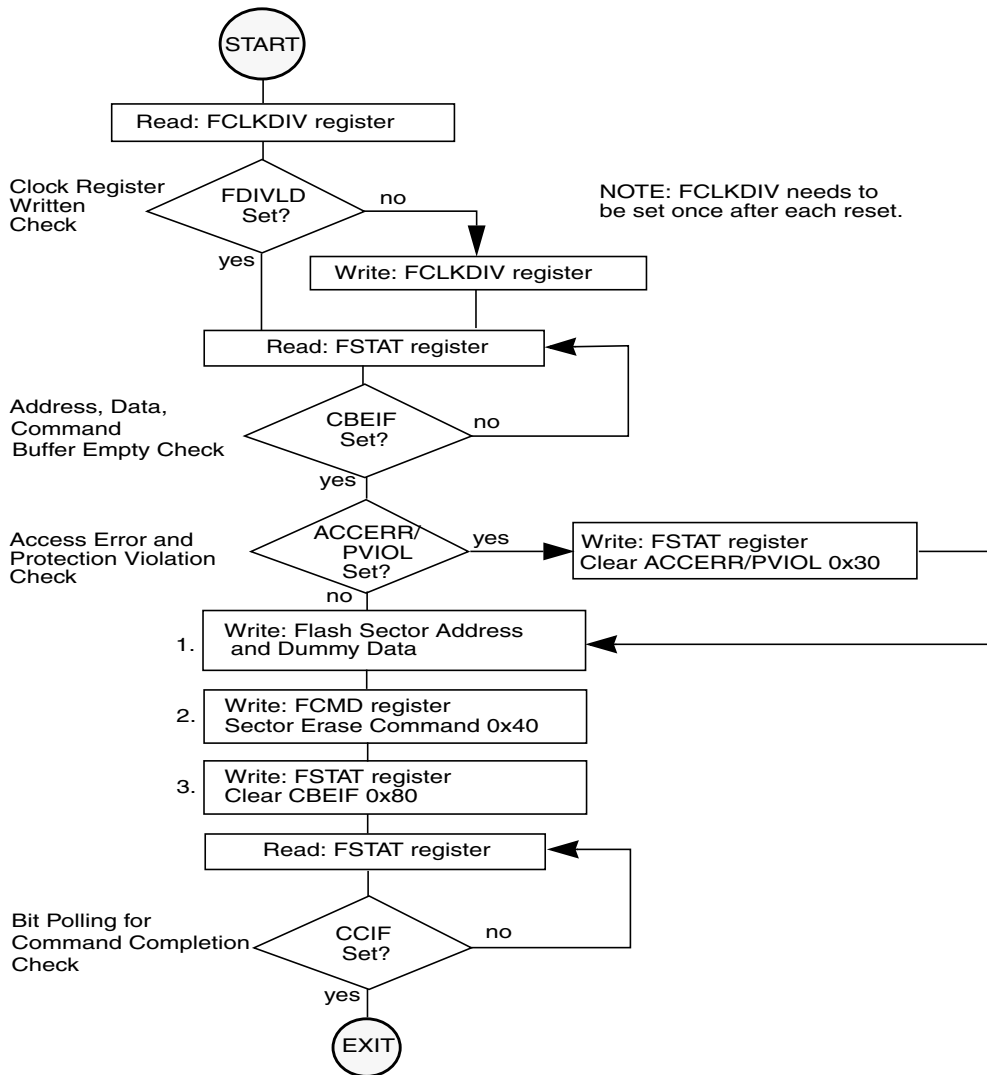 START
Read: FCLKDIV register
Clock Register
Written
Check
FDIVLD
Set?
no
yes
NOTE: FCLKDIV needs to
be set once after each reset.
Write: FCLKDIV register
Read: FSTAT register
Address, Data,
Command
Buffer Empty Check
CBEIF
Set?
no
yes
Access Error and
Protection Violation
Check
ACCERR/
PVIOL
Set?
yes
no
Write: FSTAT register
Clear ACCERR/PVIOL 0x30
1.
Write: Flash Sector Address
and Dummy Data
2.
Write: FCMD register
Sector Erase Command 0x40
3.
Write: FSTAT register
Clear CBEIF 0x80
Read: FSTAT register
Bit Polling for
Command Completion
Check
CCIF
Set?
no
yes
EXIT